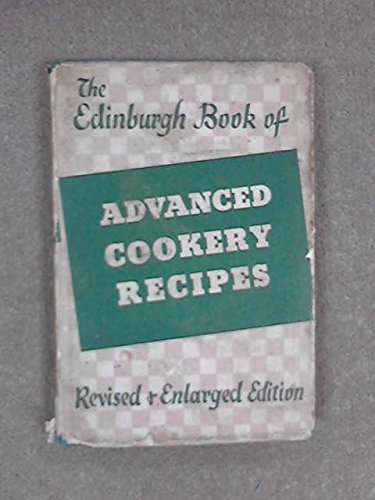 The
Edinburgh Book of
ADVANCED
COOKERY
RECIPES
Revised & Enlarged Edition